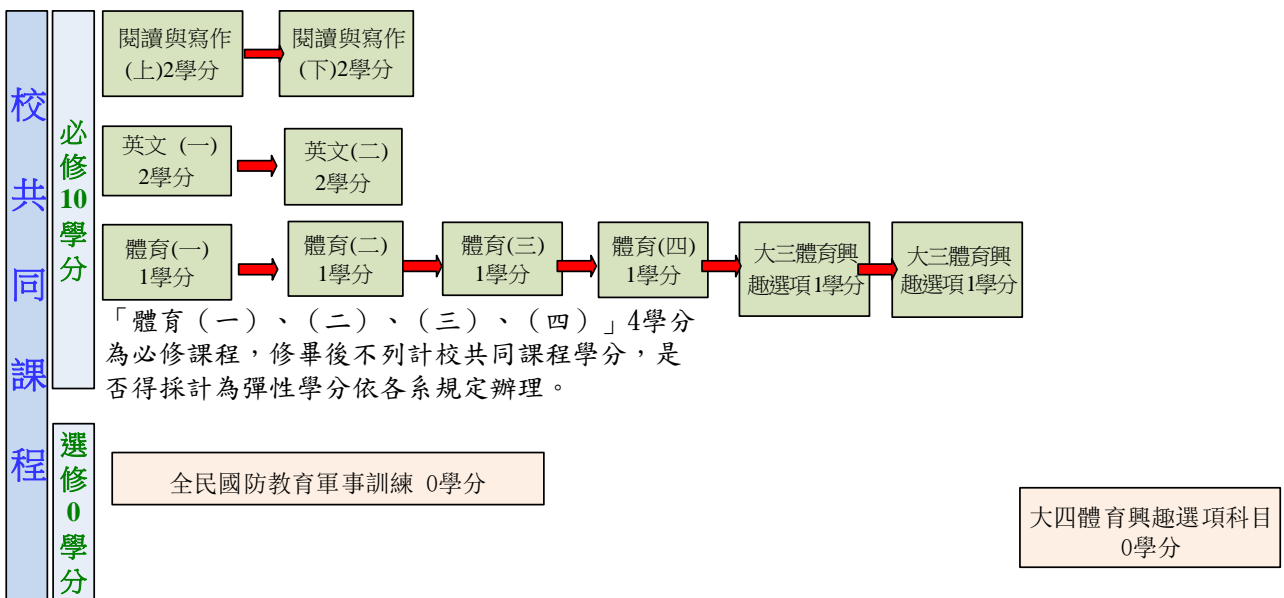 校共同課程
必修10學分
閱讀與寫作
(上)2學分
閱讀與寫作
(下)2學分
英文 (一)
2學分
英文(二)
2學分
體育(一)
1學分
體育(二)
1學分
體育(三)
1學分
體育(四)
1學分
大三體育興
趣選項1學分
大三體育興
趣選項1學分
「體育（一）、（二）、（三）、（四）」4學分
為必修課程，修畢後不列計校共同課程學分，是
否得採計為彈性學分依各系規定辦理。
選修0學分
全民國防教育軍事訓練 0學分
大四體育興趣選項科目
0學分